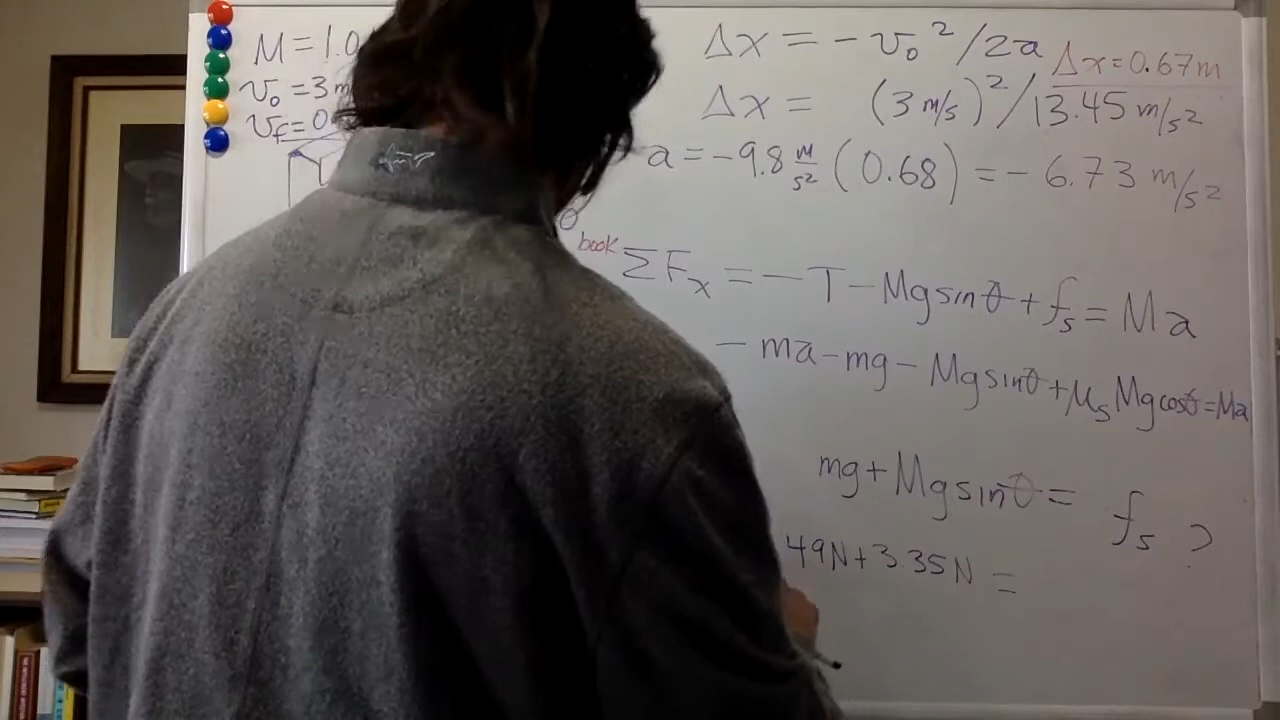 M = 1.0
v₀ = 3 m
v_f = 0
Δx = - v₀² / 2a
Δx = 0.67m
Δx = (3 m/s)² / 13.45 m/s²
a = -9.8 m/s² (0.68) = - 6.73 m/s²
book ΣFₓ = - T - Mg sin θ + fₛ = Ma
- ma - mg - Mg sinθ + μₛ Mg cosθ = Ma
mg + Mg sinθ = fₛ ?
49N + 3.35N =